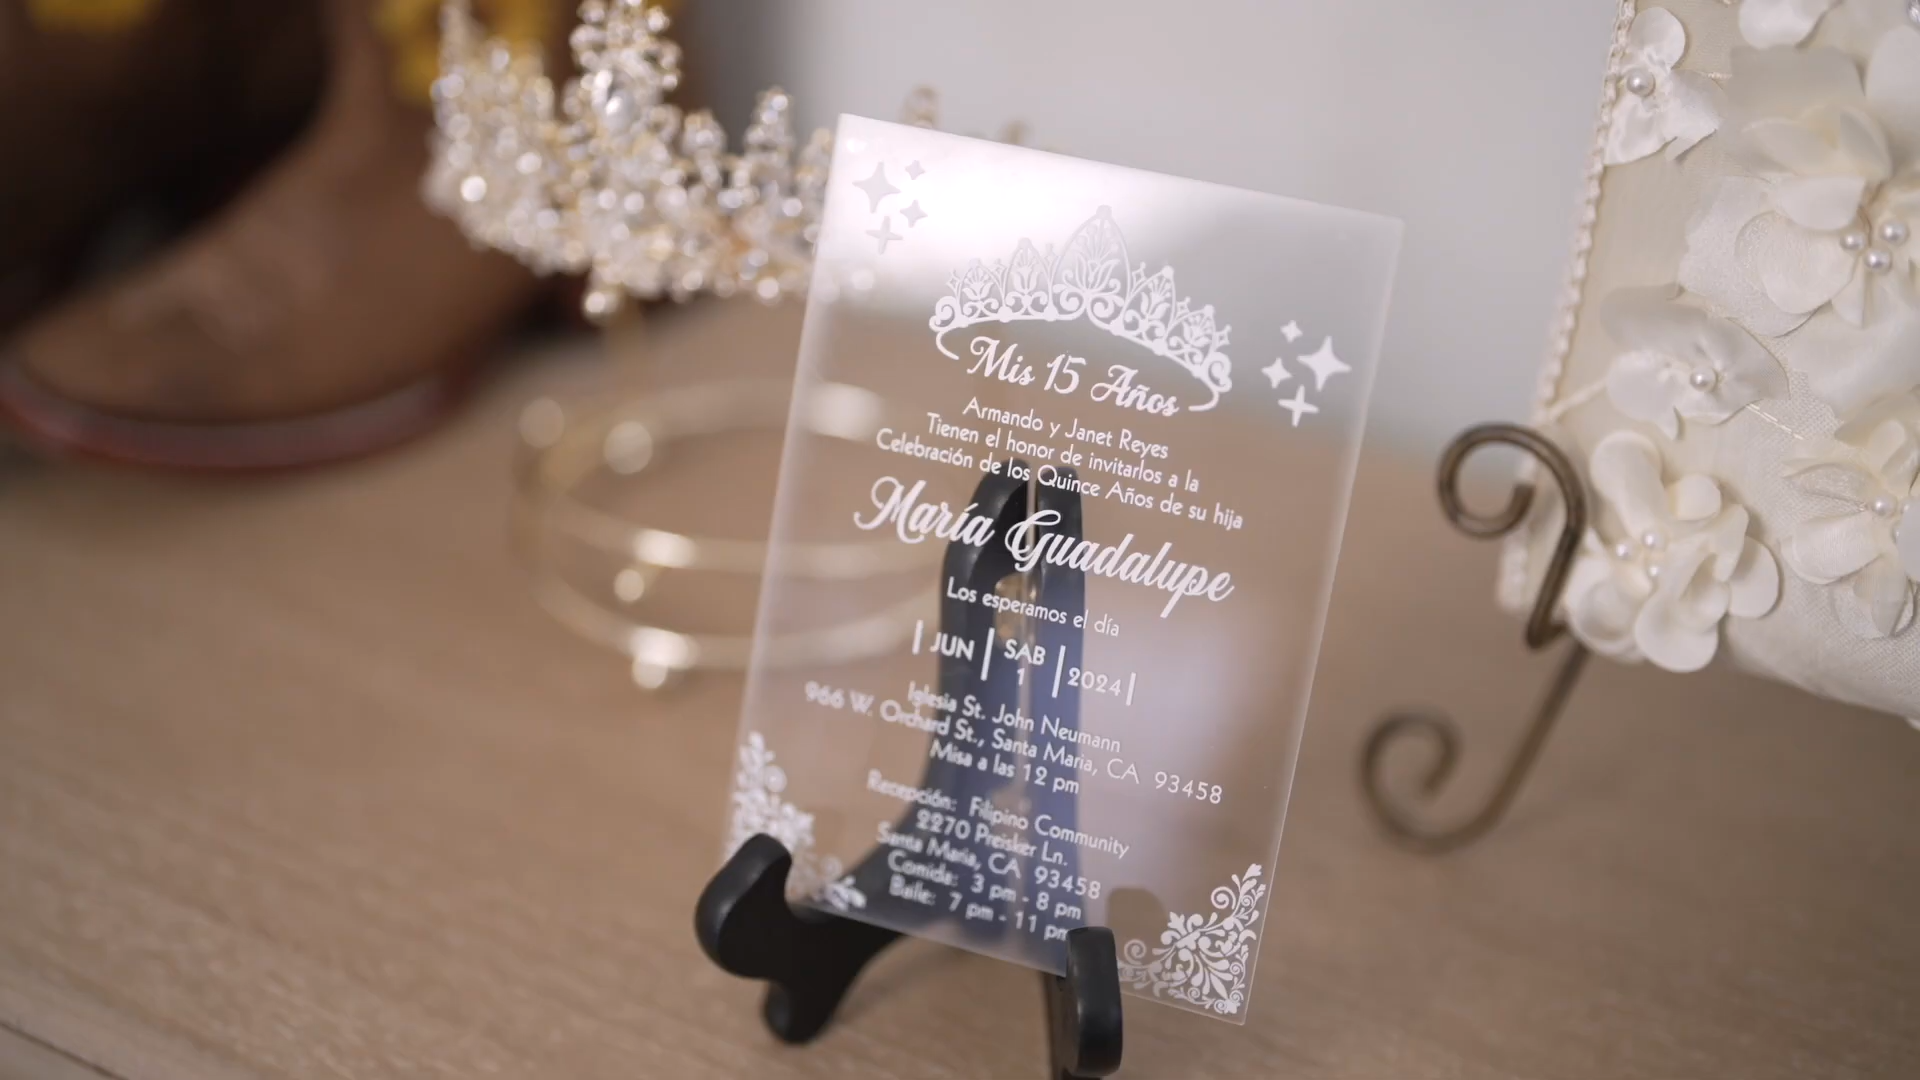 Mis 15 Años
Armando y Janet Reyes
Tienen el honor de invitarlos a la
Celebración de los Quince Años de su hija
María Guadalupe
Los esperamos el día
JUN | SAB 1 | 2024
Iglesia St. John Neumann
966 W. Orchard St., Santa Maria, CA 93458
Misa a las 12 pm
Recepción: Filipino Community
2270 Preisker Ln.
Santa Maria, CA 93458
Comida: 3 pm - 8 pm
Baile: 7 pm - 11 pm